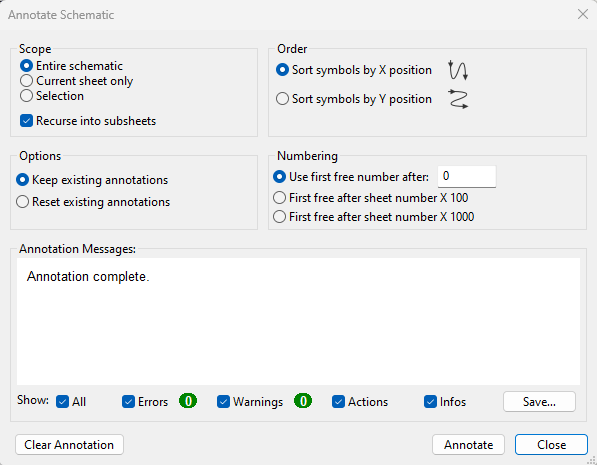 Annotate Schematic
Scope
Entire schematic
Current sheet only
Selection
Recurse into subsheets
Order
Sort symbols by X position
Sort symbols by Y position
Options
Keep existing annotations
Reset existing annotations
Numbering
Use first free number after: 0
First free after sheet number X 100
First free after sheet number X 1000
Annotation Messages:
Annotation complete.
Show: All Errors 0 Warnings 0 Actions Infos Save...
Clear Annotation Annotate Close